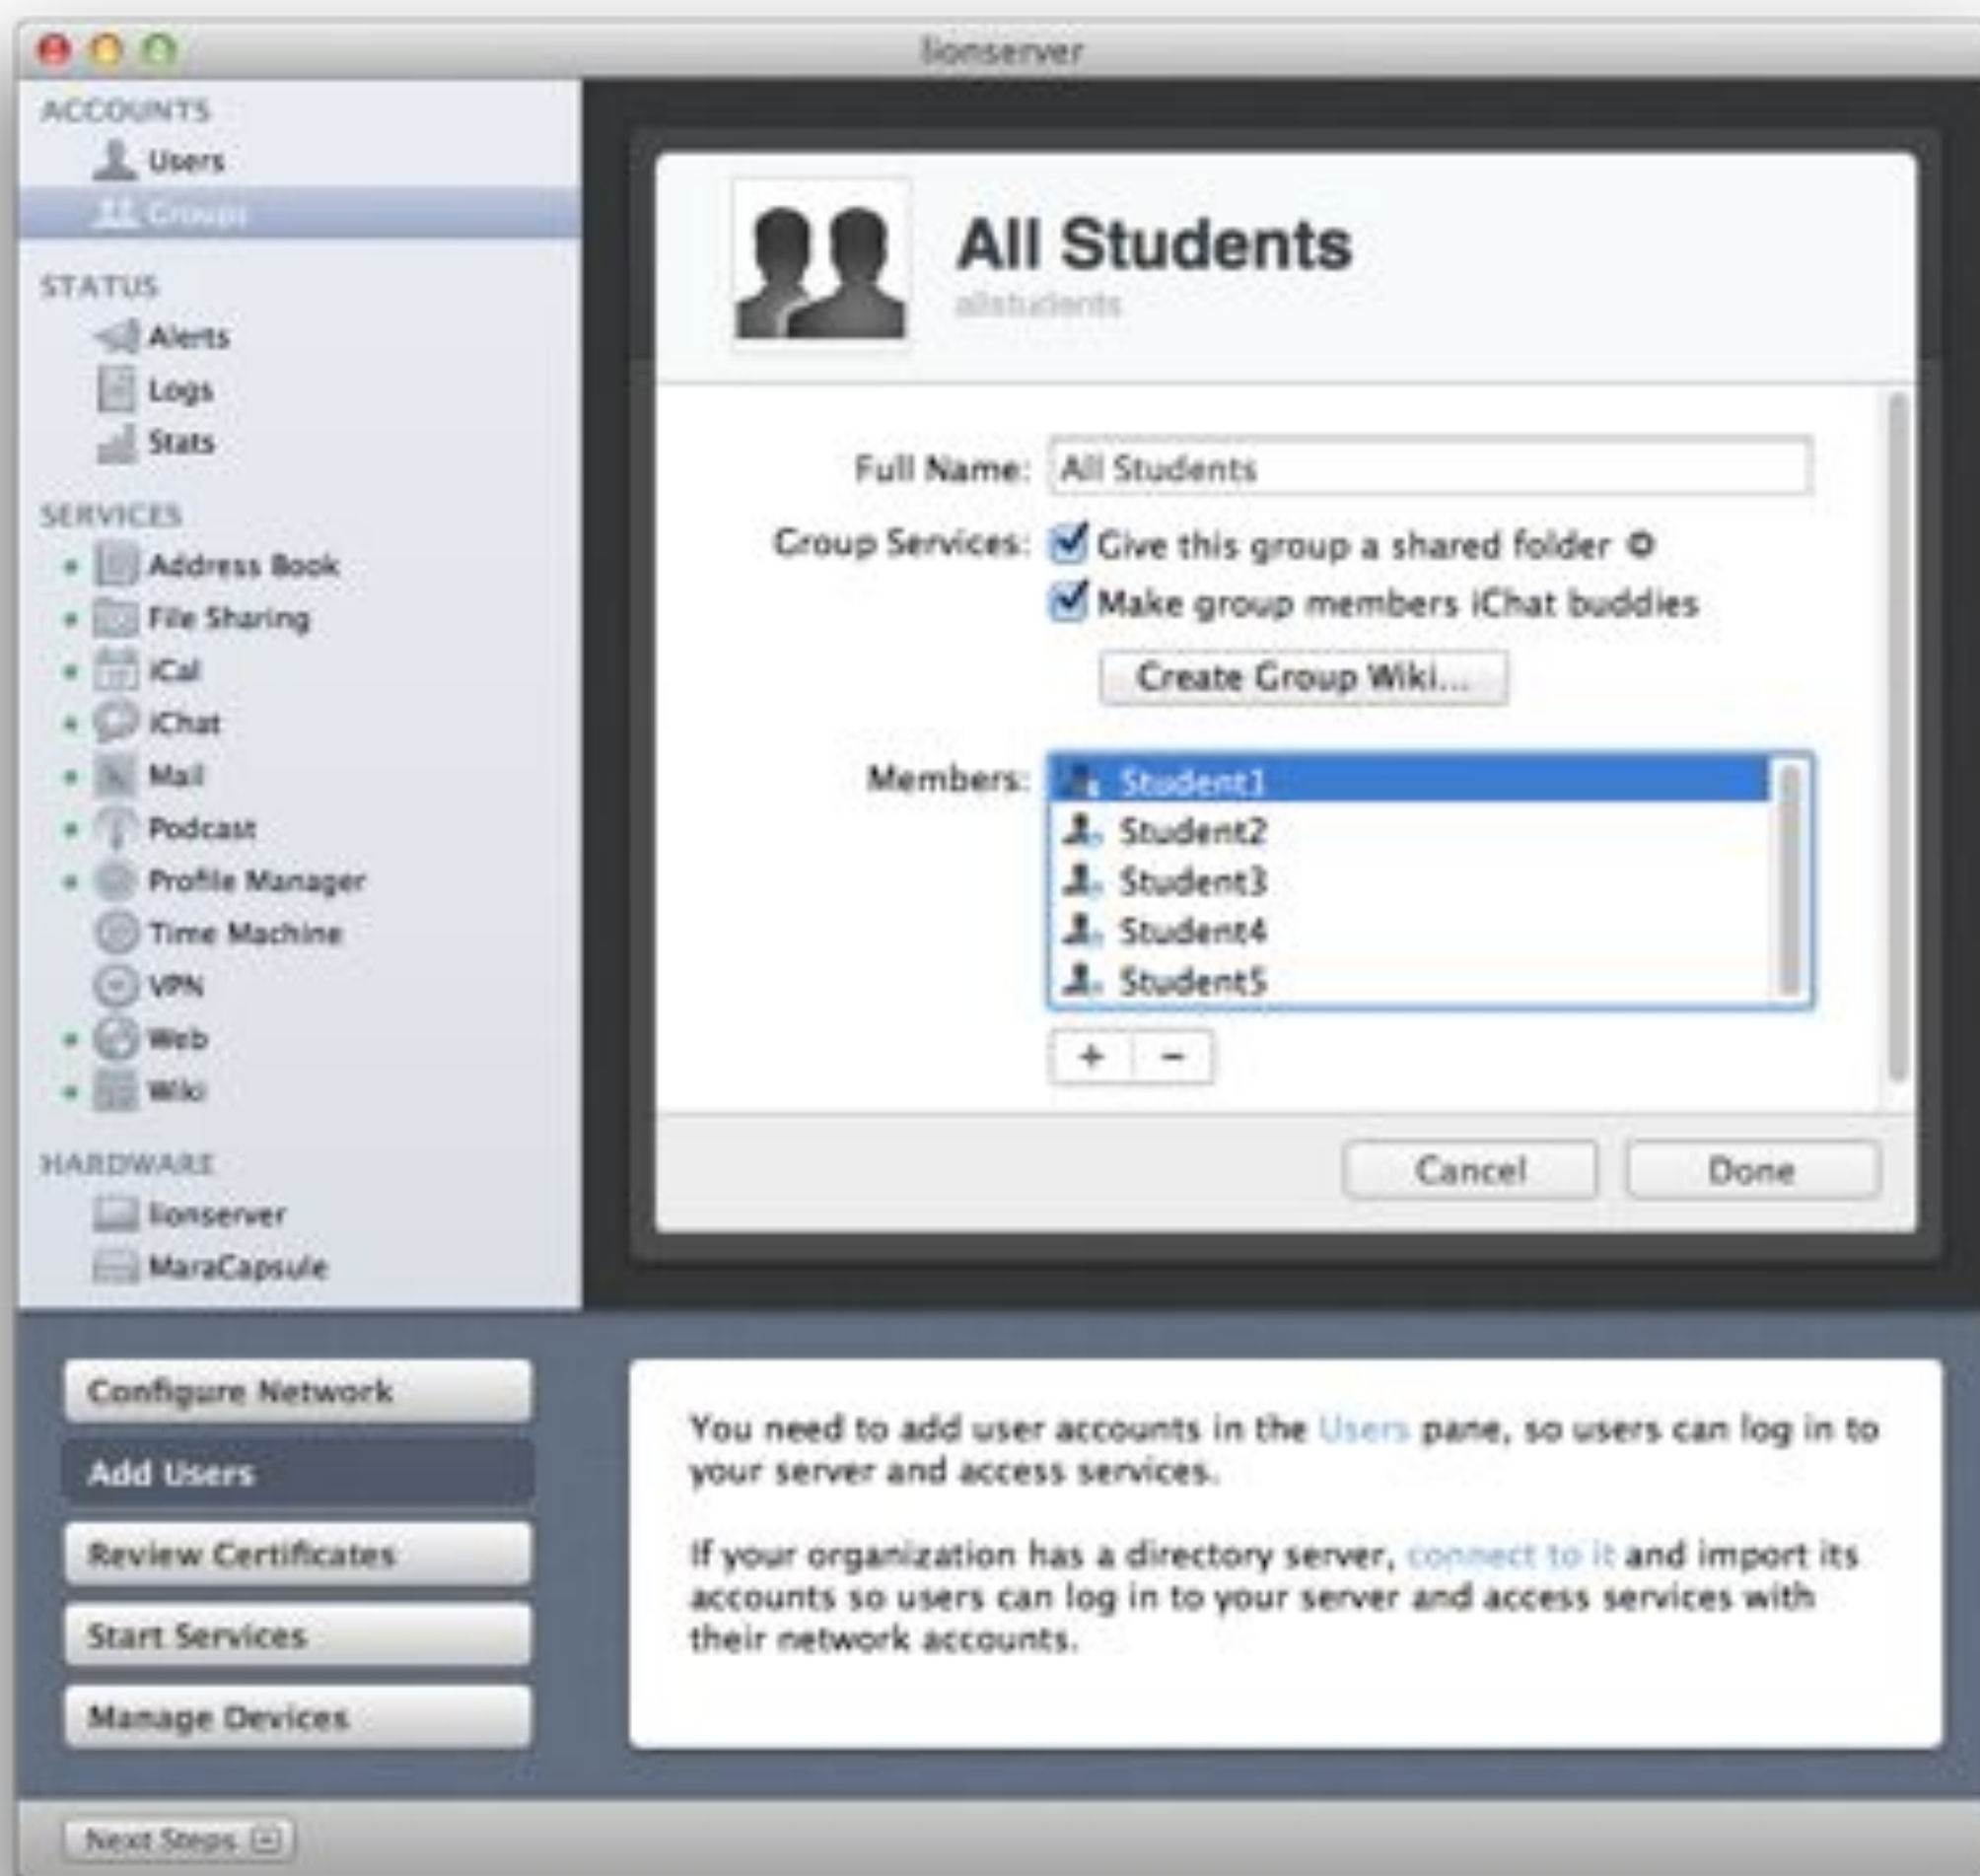 lionserver
ACCOUNTS
Users
Groups
STATUS
Alerts
Logs
Stats
SERVICES
Address Book
File Sharing
iCal
iChat
Mail
Podcast
Profile Manager
Time Machine
VPN
Web
Wiki
HARDWARE
lionserver
MaraCapsule
All Students
allstudents
Full Name: All Students
Group Services: Give this group a shared folder
Make group members iChat buddies
Create Group Wiki...
Members: Student1
Student2
Student3
Student4
Student5
+ −
Cancel Done
Configure Network
Add Users
Review Certificates
Start Services
Manage Devices
You need to add user accounts in the Users pane, so users can log in to
your server and access services.
If your organization has a directory server, connect to it and import its
accounts so users can log in to your server and access services with
their network accounts.
Next Steps